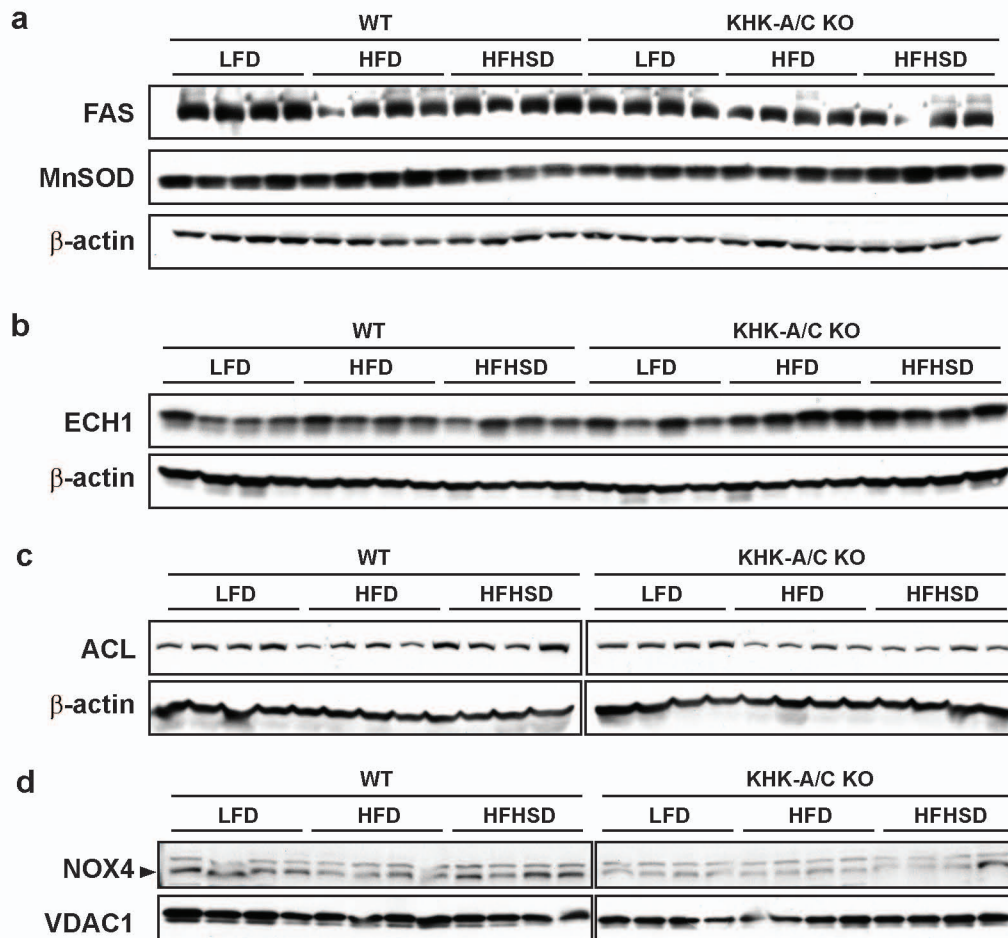 a
WT KHK-A/C KO
LFD HFD HFHSD LFD HFD HFHSD
FAS
MnSOD
β-actin
b
WT KHK-A/C KO
LFD HFD HFHSD LFD HFD HFHSD
ECH1
β-actin
c
WT KHK-A/C KO
LFD HFD HFHSD LFD HFD HFHSD
ACL
β-actin
d
WT KHK-A/C KO
LFD HFD HFHSD LFD HFD HFHSD
NOX4
VDAC1